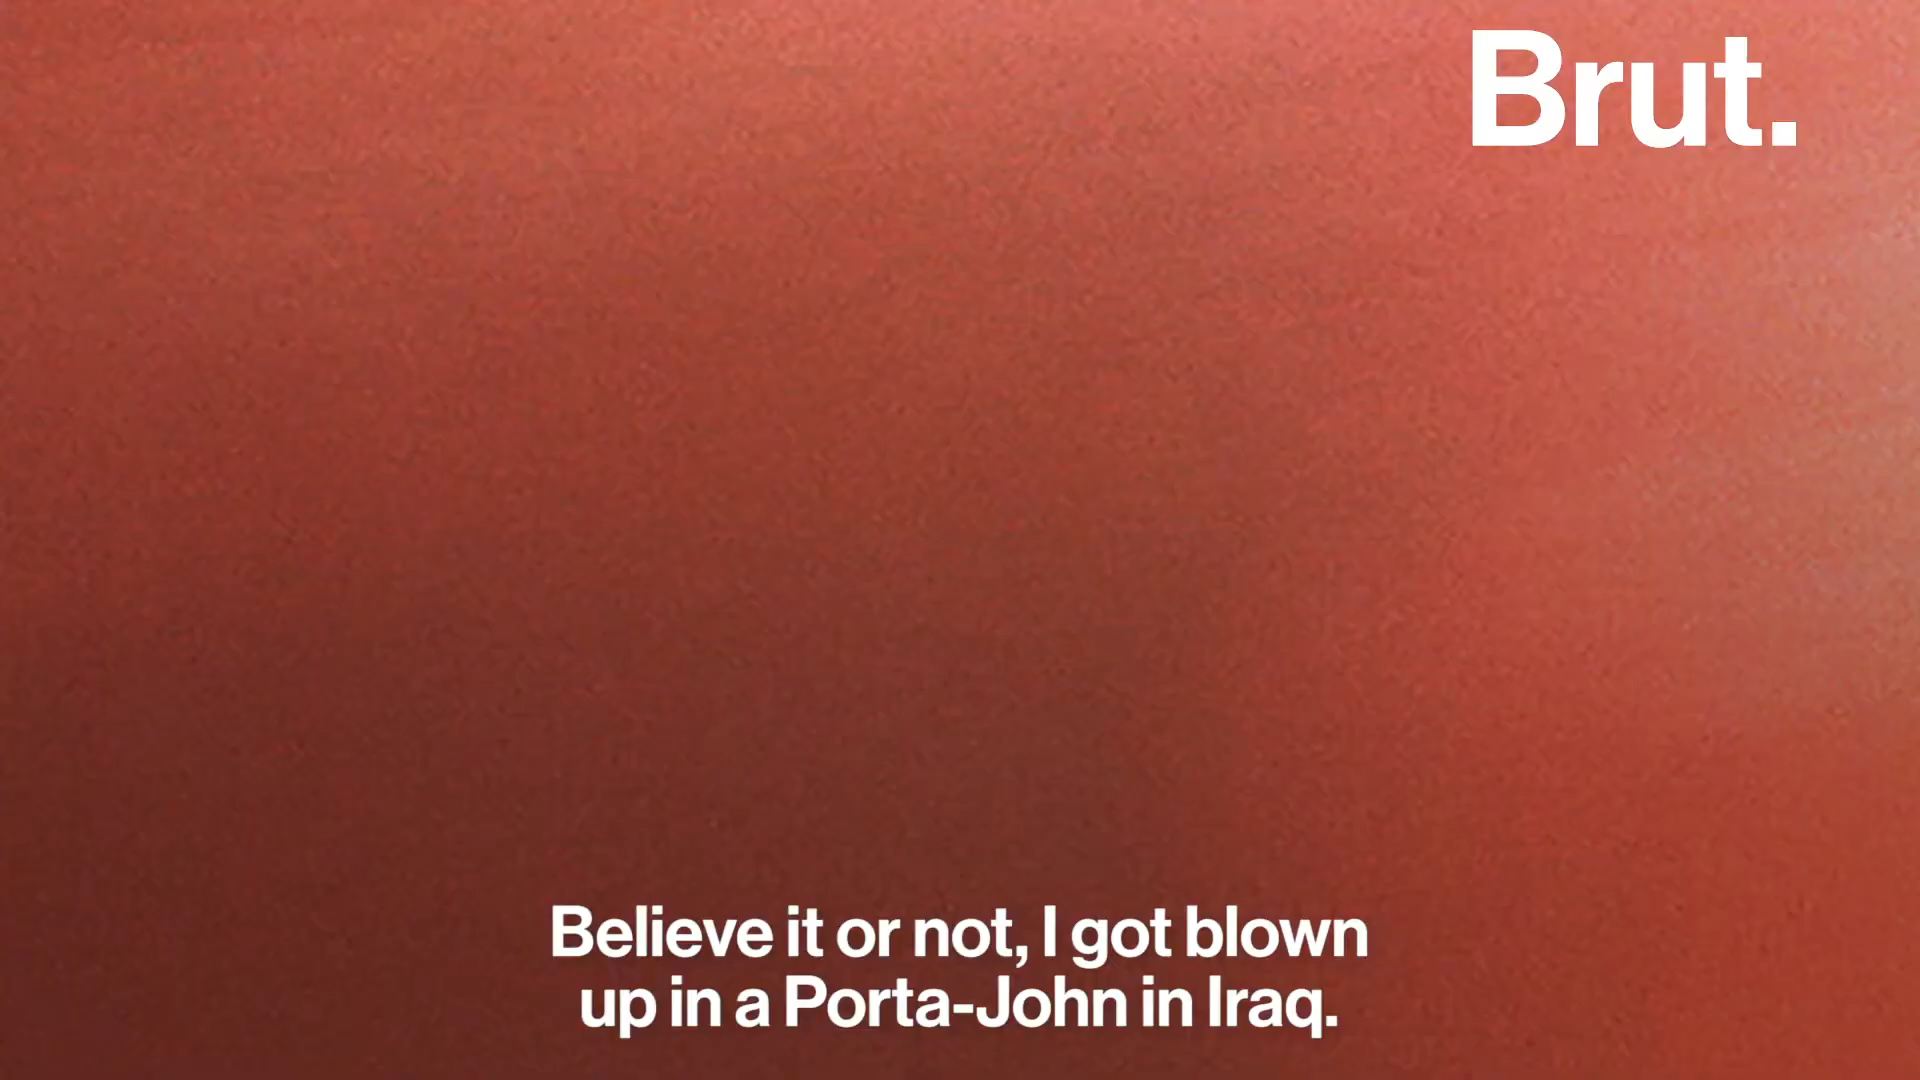 Brut.
Believe it or not, I got blown
up in a Porta-John in Iraq.